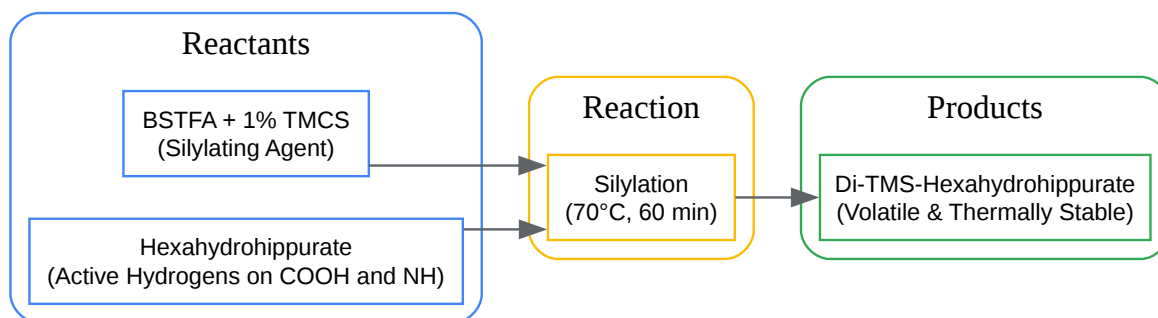 Reactants
BSTFA + 1% TMCS
(Silylating Agent)
Hexahydrohippurate
(Active Hydrogens on COOH and NH)
Reaction
Silylation
(70°C, 60 min)
Products
Di-TMS-Hexahydrohippurate
(Volatile & Thermally Stable)